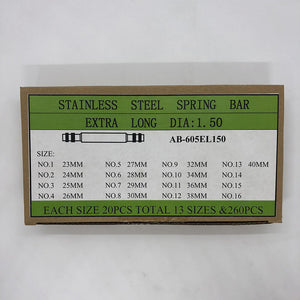 STAINLESS STEEL SPRING BAR
EXTRA LONG DIA:1.50
AB-605EL150
SIZE:
NO.1 23MM NO.5 27MM NO.9 32MM NO.13 40MM
NO.2 24MM NO.6 28MM NO.10 34MM NO.14
NO.3 25MM NO.7 29MM NO.11 36MM NO.15
NO.4 26MM NO.8 30MM NO.12 38MM NO.16
EACH SIZE 20PCS TOTAL 13 SIZES &260PCS